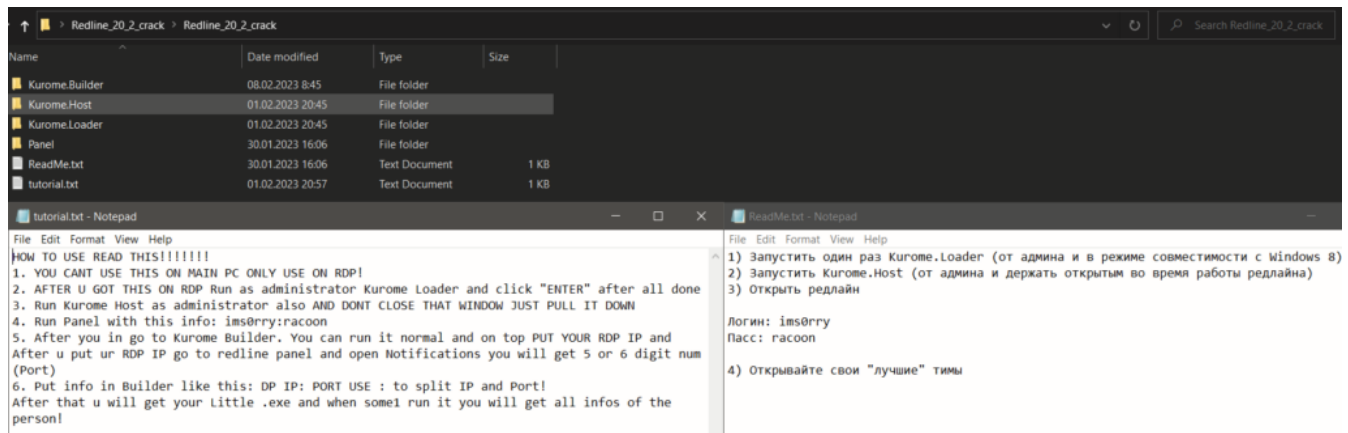 Redline_20_2_crack > Redline_20_2_crack
Search Redline_20_2_crack
Name Date modified Type Size
Kurome.Builder 08.02.2023 8:45 File folder
Kurome.Host 01.02.2023 20:45 File folder
Kurome.Loader 01.02.2023 20:45 File folder
Panel 30.01.2023 16:06 File folder
ReadMe.txt 30.01.2023 16:06 Text Document 1 KB
tutorial.txt 01.02.2023 20:57 Text Document 1 KB
tutorial.txt - Notepad
File Edit Format View Help
HOW TO USE READ THIS!!!!!!!
1. YOU CANT USE THIS ON MAIN PC ONLY USE ON RDP!
2. AFTER U GOT THIS ON RDP Run as administrator Kurome Loader and click "ENTER" after all done
3. Run Kurome Host as administrator also AND DONT CLOSE THAT WINDOW JUST PULL IT DOWN
4. Run Panel with this info: ims0rry:racoon
5. After you in go to Kurome Builder. You can run it normal and on top PUT YOUR RDP IP and
After u put ur RDP IP go to redline panel and open Notifications you will get 5 or 6 digit num
(Port)
6. Put info in Builder like this: DP IP: PORT USE : to split IP and Port!
After that u will get your Little .exe and when some1 run it you will get all infos of the
person!
ReadMe.txt - Notepad
File Edit Format View Help
1) Запустить один раз Kurome.Loader (от админа и в режиме совместимости с Windows 8)
2) Запустить Kurome.Host (от админа и держать открытым во время работы редлайна)
3) Открыть редлайн
Логин: ims0rry
Пасс: racoon
4) Открывайте свои "лучшие" тимы